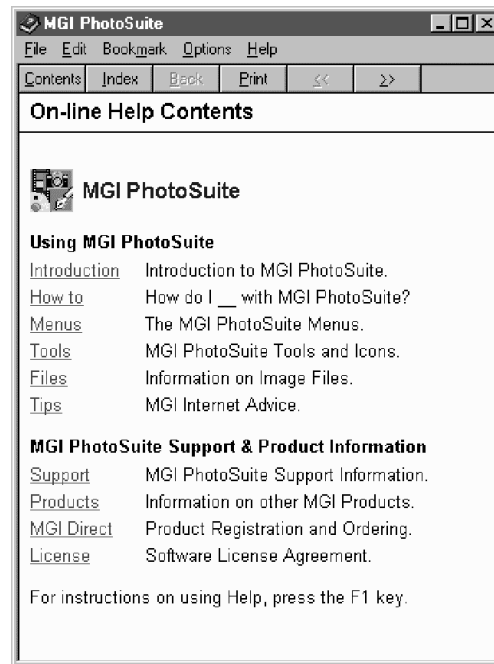 MGI PhotoSuite
File Edit Bookmark Options Help
Contents Index Back Print << >>
On-line Help Contents
MGI PhotoSuite
Using MGI PhotoSuite
Introduction Introduction to MGI PhotoSuite.
How to How do I __ with MGI PhotoSuite?
Menus The MGI PhotoSuite Menus.
Tools MGI PhotoSuite Tools and Icons.
Files Information on Image Files.
Tips MGI Internet Advice.
MGI PhotoSuite Support & Product Information
Support MGI PhotoSuite Support Information.
Products Information on other MGI Products.
MGI Direct Product Registration and Ordering.
License Software License Agreement.
For instructions on using Help, press the F1 key.